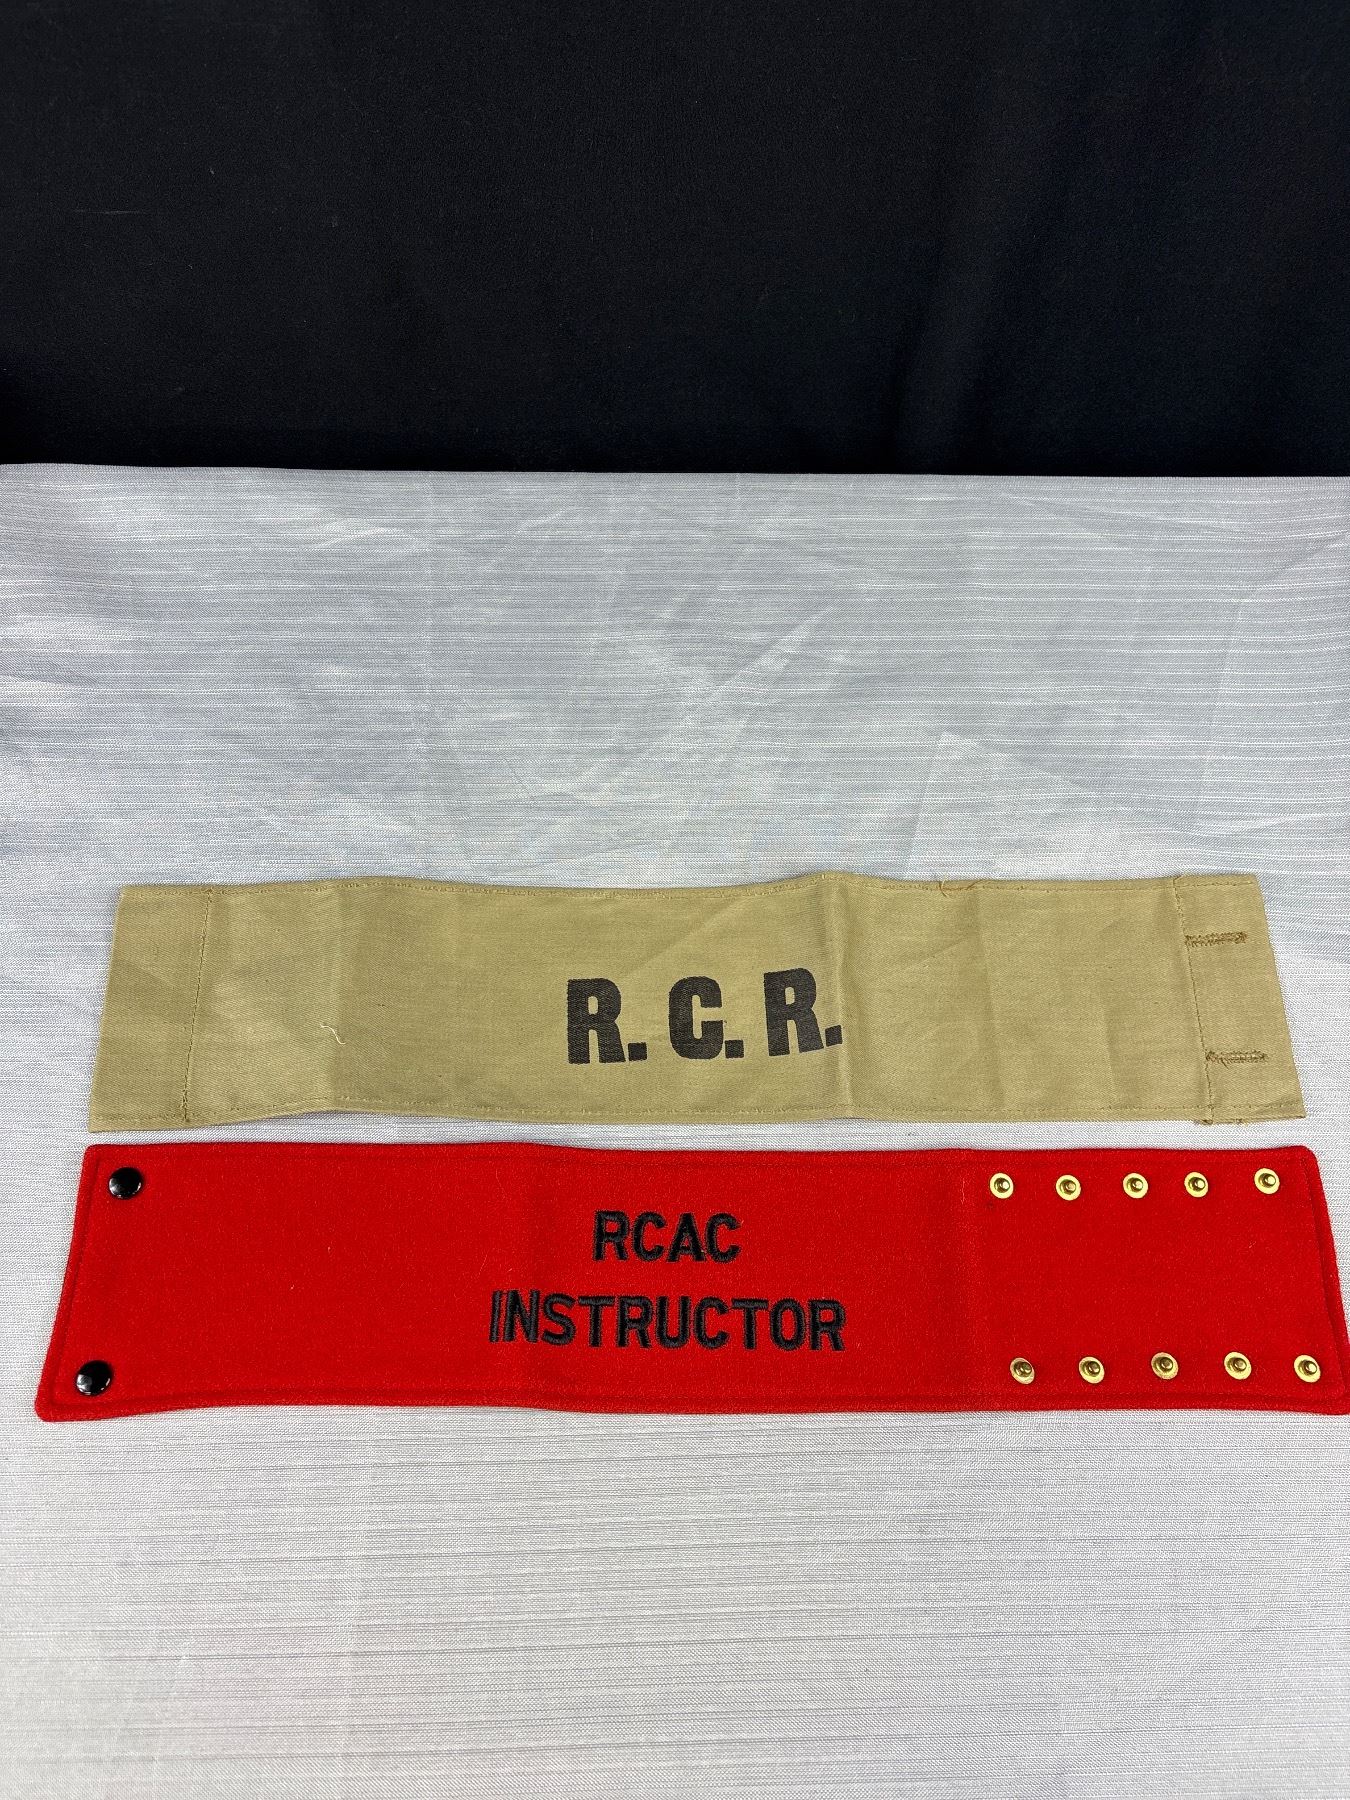 R. C. R.
RCAC
INSTRUCTOR